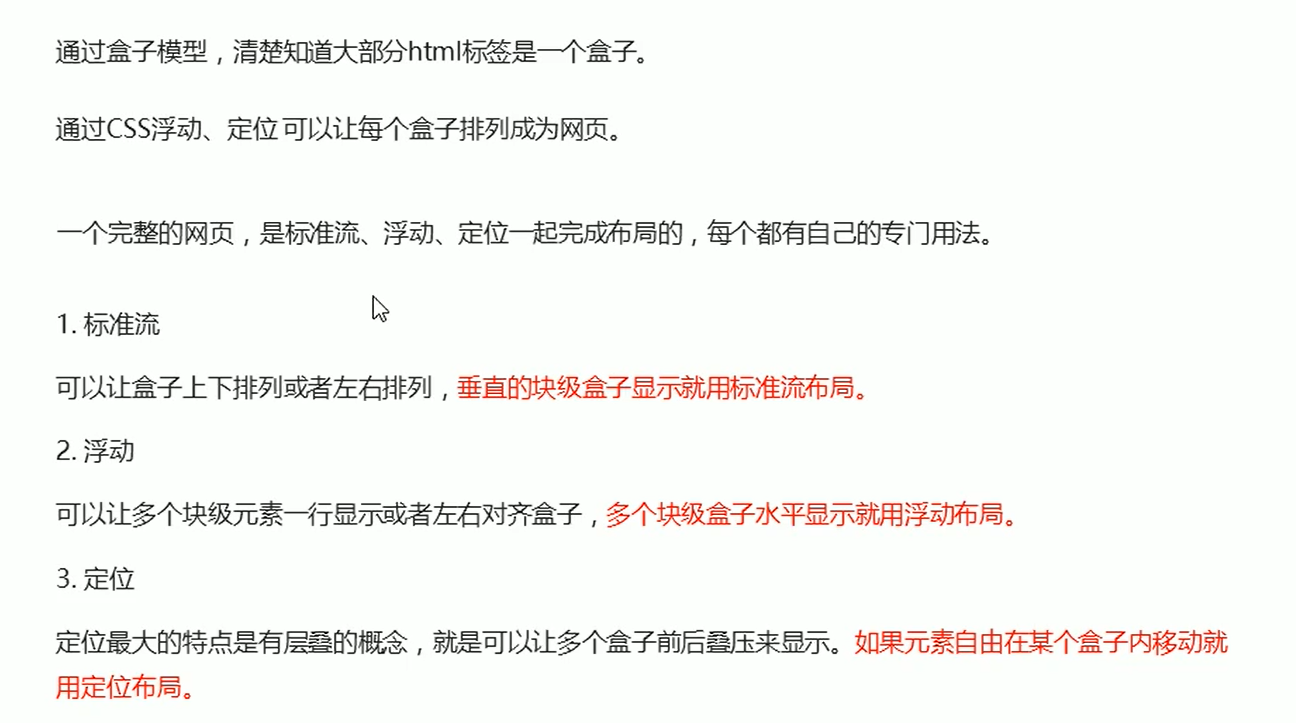 通过盒子模型，清楚知道大部分html标签是一个盒子。
通过CSS浮动、定位 可以让每个盒子排列成为网页。
一个完整的网页，是标准流、浮动、定位一起完成布局的，每个都有自己的专门用法。
1. 标准流
可以让盒子上下排列或者左右排列，垂直的块级盒子显示就用标准流布局。
2. 浮动
可以让多个块级元素一行显示或者左右对齐盒子，多个块级盒子水平显示就用浮动布局。
3. 定位
定位最大的特点是有层叠的概念，就是可以让多个盒子前后叠压来显示。如果元素自由在某个盒子内移动就
用定位布局。